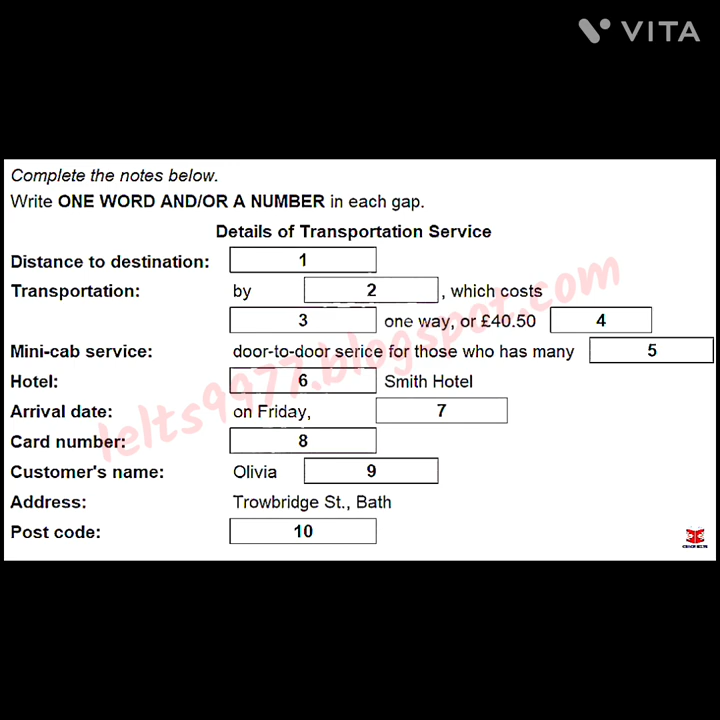 VITA
Complete the notes below.
Write ONE WORD AND/OR A NUMBER in each gap.
Details of Transportation Service
Distance to destination: 1
Transportation: by 2 , which costs
3 one way, or £40.50 4
Mini-cab service: door-to-door serice for those who has many 5
Hotel: 6 Smith Hotel
Arrival date: on Friday, 7
Card number: 8
Customer's name: Olivia 9
Address: Trowbridge St., Bath
Post code: 10
Ielts9977.blogspot.com